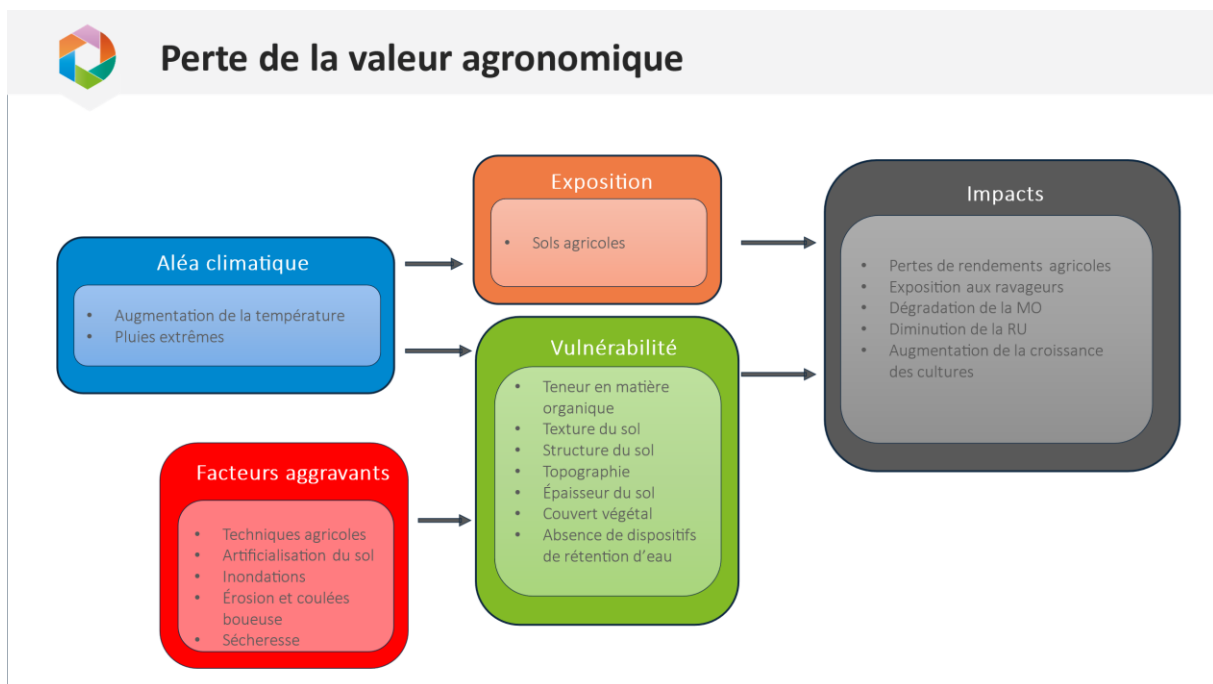 Perte de la valeur agronomique
Aléa climatique
• Augmentation de la température
• Pluies extrêmes
Facteurs aggravants
• Techniques agricoles
• Artificialisation du sol
• Inondations
• Érosion et coulées
boueuse
• Sécheresse
Exposition
• Sols agricoles
Vulnérabilité
• Teneur en matière
organique
• Texture du sol
• Structure du sol
• Topographie
• Épaisseur du sol
• Couvert végétal
• Absence de dispositifs
de rétention d’eau
Impacts
• Pertes de rendements agricoles
• Exposition aux ravageurs
• Dégradation de la MO
• Diminution de la RU
• Augmentation de la croissance
des cultures